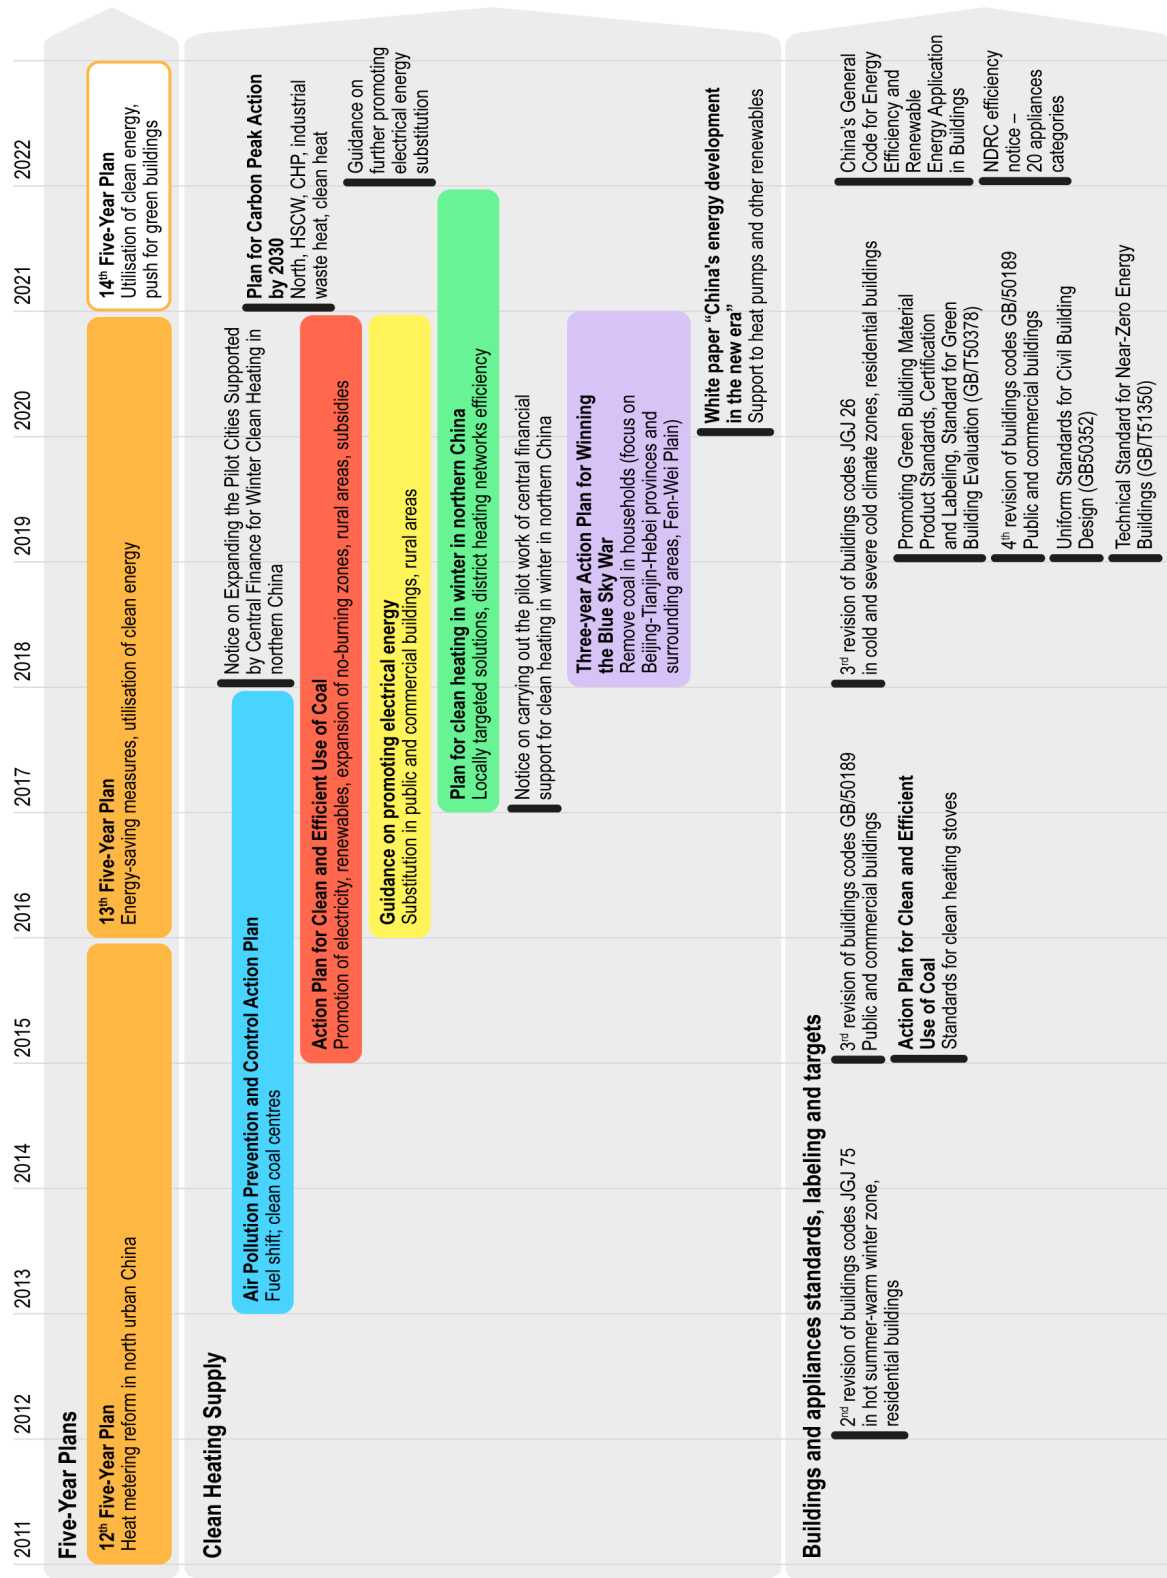 2011 2012 2013 2014 2015 2016 2017 2018 2019 2020 2021 2022
Five-Year Plans
12th Five-Year Plan
Heat metering reform in north urban China
13th Five-Year Plan
Energy-saving measures, utilisation of clean energy
14th Five-Year Plan
Utilisation of clean energy,
push for green buildings
Clean Heating Supply
Notice on Expanding the Pilot Cities Supported
by Central Finance for Winter Clean Heating in
northern China
Plan for Carbon Peak Action
by 2030
North, HSCW, CHP, industrial
waste heat, clean heat
Air Pollution Prevention and Control Action Plan
Fuel shift; clean coal centres
Action Plan for Clean and Efficient Use of Coal
Promotion of electricity, renewables, expansion of no-burning zones, rural areas, subsidies
Guidance on
further promoting
electrical energy
substitution
Guidance on promoting electrical energy
Substitution in public and commercial buildings, rural areas
Plan for clean heating in winter in northern China
Locally targeted solutions, district heating networks efficiency
Notice on carrying out the pilot work of central financial
support for clean heating in winter in northern China
Three-year Action Plan for Winning
the Blue Sky War
Remove coal in households (focus on
Beijing-Tianjin-Hebei provinces and
surrounding areas, Fen-Wei Plain)
White paper “China's energy development
in the new era”
Support to heat pumps and other renewables
Buildings and appliances standards, labeling and targets
2nd revision of buildings codes JGJ 75
in hot summer-warm winter zone,
residential buildings
3rd revision of buildings codes GB/50189
Public and commercial buildings
Action Plan for Clean and Efficient
Use of Coal
Standards for clean heating stoves
3rd revision of buildings codes JGJ 26
in cold and severe cold climate zones, residential buildings
Promoting Green Building Material
Product Standards, Certification
and Labeling, Standard for Green
Building Evaluation (GB/T50378)
4th revision of buildings codes GB/50189
Public and commercial buildings
Uniform Standards for Civil Building
Design (GB50352)
Technical Standard for Near-Zero Energy
Buildings (GB/T51350)
China's General
Code for Energy
Efficiency and
Renewable
Energy Application
in Buildings
NDRC efficiency
notice –
20 appliances
categories